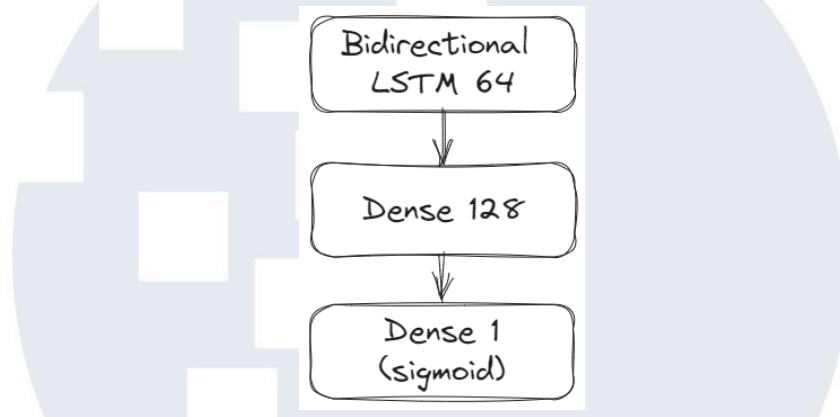 Bidirectional
LSTM 64
Dense 128
Dense 1
(sigmoid)